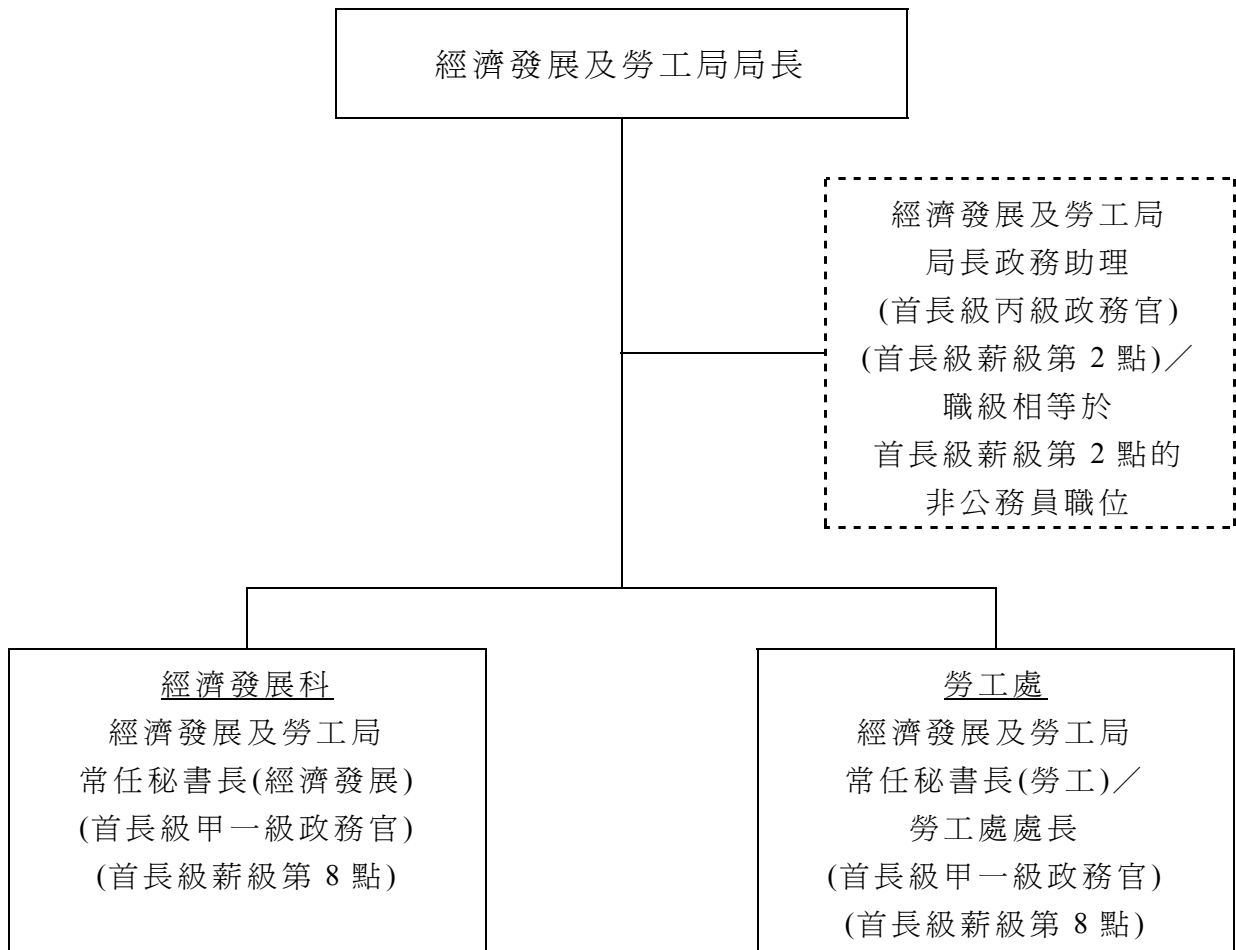 經濟發展及勞工局局長
經濟發展及勞工局
局長政務助理
(首長級丙級政務官)
(首長級薪級第 2 點)／
職級相等於
首長級薪級第 2 點的
非公務員職位
經濟發展科
經濟發展及勞工局
常任秘書長(經濟發展)
(首長級甲一級政務官)
(首長級薪級第 8 點)
勞工處
經濟發展及勞工局
常任秘書長(勞工)／
勞工處處長
(首長級甲一級政務官)
(首長級薪級第 8 點)